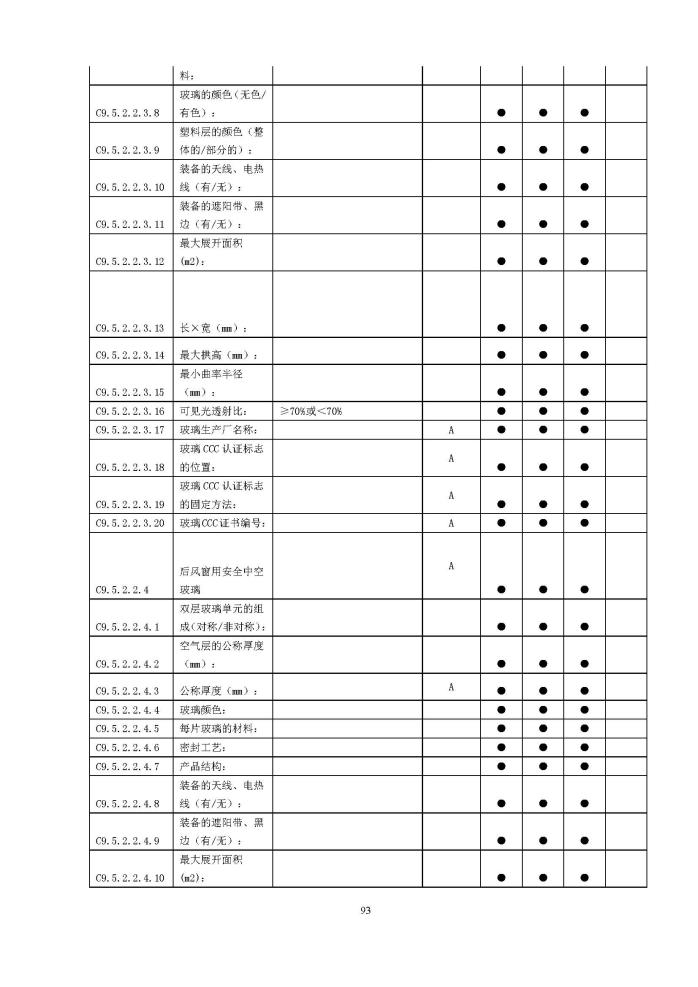 料：
玻璃的颜色（无色/
C9.5.2.2.3.8 有色）： ● ● ●
塑料层的颜色（整
C9.5.2.2.3.9 体的/部分的）： ● ● ●
装备的天线、电热
C9.5.2.2.3.10 线（有/无）： ● ● ●
装备的遮阳带、黑
C9.5.2.2.3.11 边（有/无）： ● ● ●
最大展开面积
C9.5.2.2.3.12 (m2)： ● ● ●
C9.5.2.2.3.13 长×宽（mm）： ● ● ●
C9.5.2.2.3.14 最大拱高（mm）： ● ● ●
最小曲率半径
C9.5.2.2.3.15 （mm）： ● ● ●
C9.5.2.2.3.16 可见光透射比： ≥70%或＜70% ● ● ●
C9.5.2.2.3.17 玻璃生产厂名称： A ● ● ●
玻璃 CCC 认证标志
C9.5.2.2.3.18 的位置： A ● ● ●
玻璃 CCC 认证标志
C9.5.2.2.3.19 的固定方法： A ● ● ●
C9.5.2.2.3.20 玻璃CCC证书编号： A ● ● ●
后风窗用安全中空
C9.5.2.2.4 玻璃 A ● ● ●
双层玻璃单元的组
C9.5.2.2.4.1 成(对称/非对称)： ● ● ●
空气层的公称厚度
C9.5.2.2.4.2 （mm）： ● ● ●
C9.5.2.2.4.3 公称厚度（mm）： A ● ● ●
C9.5.2.2.4.4 玻璃颜色： ● ● ●
C9.5.2.2.4.5 每片玻璃的材料： ● ● ●
C9.5.2.2.4.6 密封工艺： ● ● ●
C9.5.2.2.4.7 产品结构： ● ● ●
装备的天线、电热
C9.5.2.2.4.8 线（有/无）： ● ● ●
装备的遮阳带、黑
C9.5.2.2.4.9 边（有/无）： ● ● ●
最大展开面积
C9.5.2.2.4.10 (m2)： ● ● ●
93